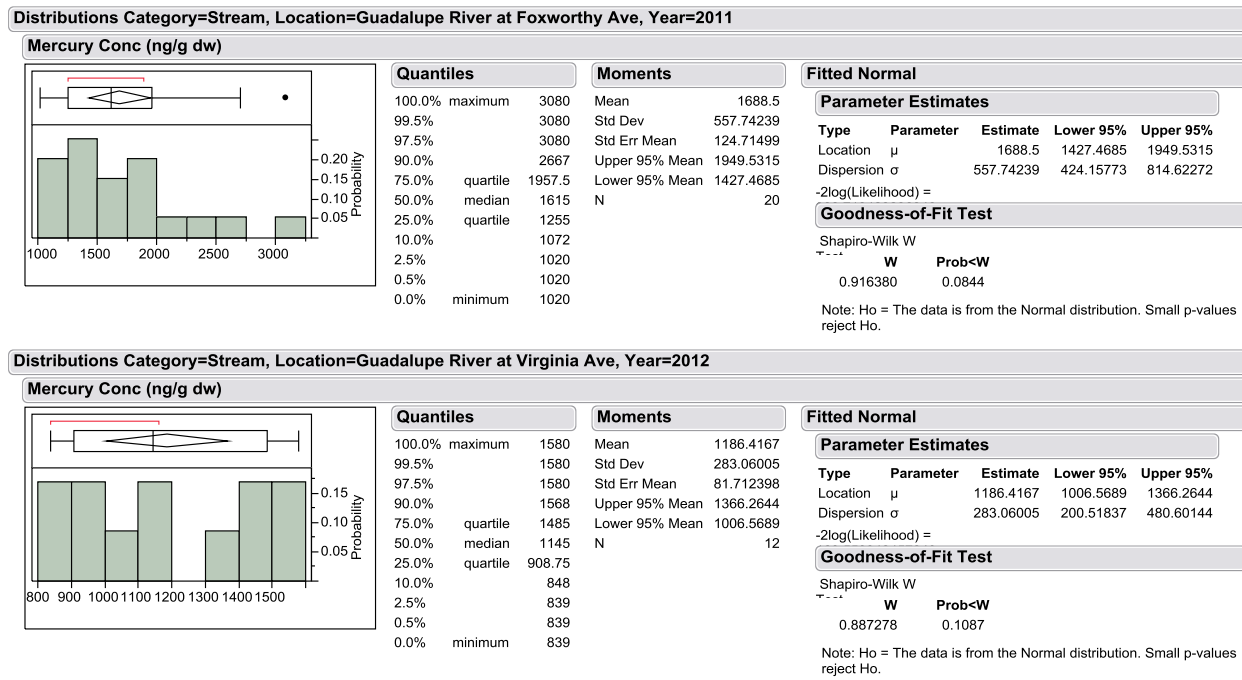 Distributions Category=Stream, Location=Guadalupe River at Foxworthy Ave, Year=2011
Mercury Conc (ng/g dw)
0.20
0.15
0.10
0.05
Probability
1000 1500 2000 2500 3000
Quantiles
100.0% maximum 3080
99.5% 3080
97.5% 3080
90.0% 2667
75.0% quartile 1957.5
50.0% median 1615
25.0% quartile 1255
10.0% 1072
2.5% 1020
0.5% 1020
0.0% minimum 1020
Moments
Mean 1688.5
Std Dev 557.74239
Std Err Mean 124.71499
Upper 95% Mean 1949.5315
Lower 95% Mean 1427.4685
N 20
Fitted Normal
Parameter Estimates
Type Parameter Estimate Lower 95% Upper 95%
Location μ 1688.5 1427.4685 1949.5315
Dispersion σ 557.74239 424.15773 814.62272
-2log(Likelihood) =
Goodness-of-Fit Test
Shapiro-Wilk W
W Prob<W
0.916380 0.0844
Note: Ho = The data is from the Normal distribution. Small p-values
reject Ho.
Distributions Category=Stream, Location=Guadalupe River at Virginia Ave, Year=2012
Mercury Conc (ng/g dw)
0.15
0.10
0.05
Probability
800 900 1000 1100 1200 1300 1400 1500
Quantiles
100.0% maximum 1580
99.5% 1580
97.5% 1580
90.0% 1568
75.0% quartile 1485
50.0% median 1145
25.0% quartile 908.75
10.0% 848
2.5% 839
0.5% 839
0.0% minimum 839
Moments
Mean 1186.4167
Std Dev 283.06005
Std Err Mean 81.712398
Upper 95% Mean 1366.2644
Lower 95% Mean 1006.5689
N 12
Fitted Normal
Parameter Estimates
Type Parameter Estimate Lower 95% Upper 95%
Location μ 1186.4167 1006.5689 1366.2644
Dispersion σ 283.06005 200.51837 480.60144
-2log(Likelihood) =
Goodness-of-Fit Test
Shapiro-Wilk W
W Prob<W
0.887278 0.1087
Note: Ho = The data is from the Normal distribution. Small p-values
reject Ho.